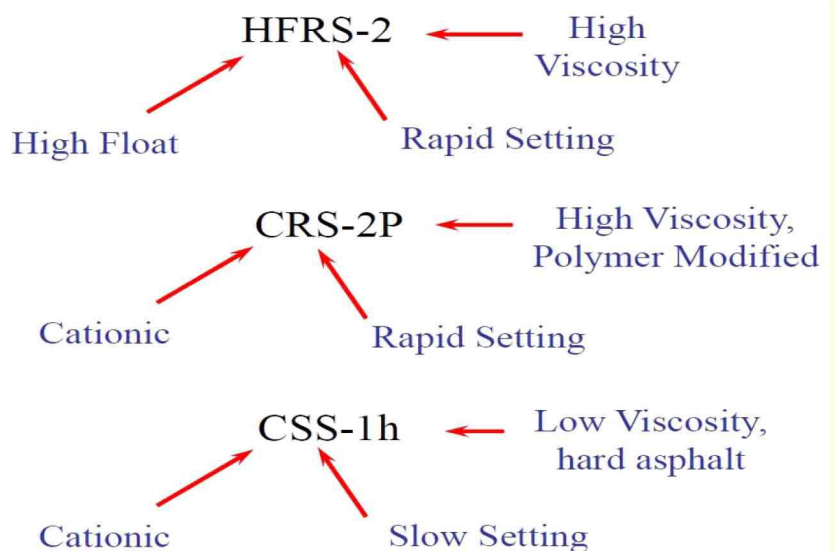 HFRS-2
High
Viscosity
High Float
Rapid Setting
CRS-2P
High Viscosity,
Polymer Modified
Cationic
Rapid Setting
CSS-1h
Low Viscosity,
hard asphalt
Cationic
Slow Setting